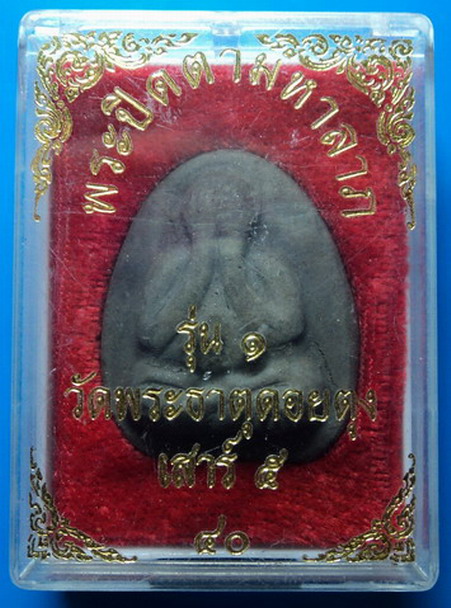 พระปิดตามหาลาภ
รุ่น ๑
วัดพระธาตุดอยตุง
เสาร์ ๕
๔๐